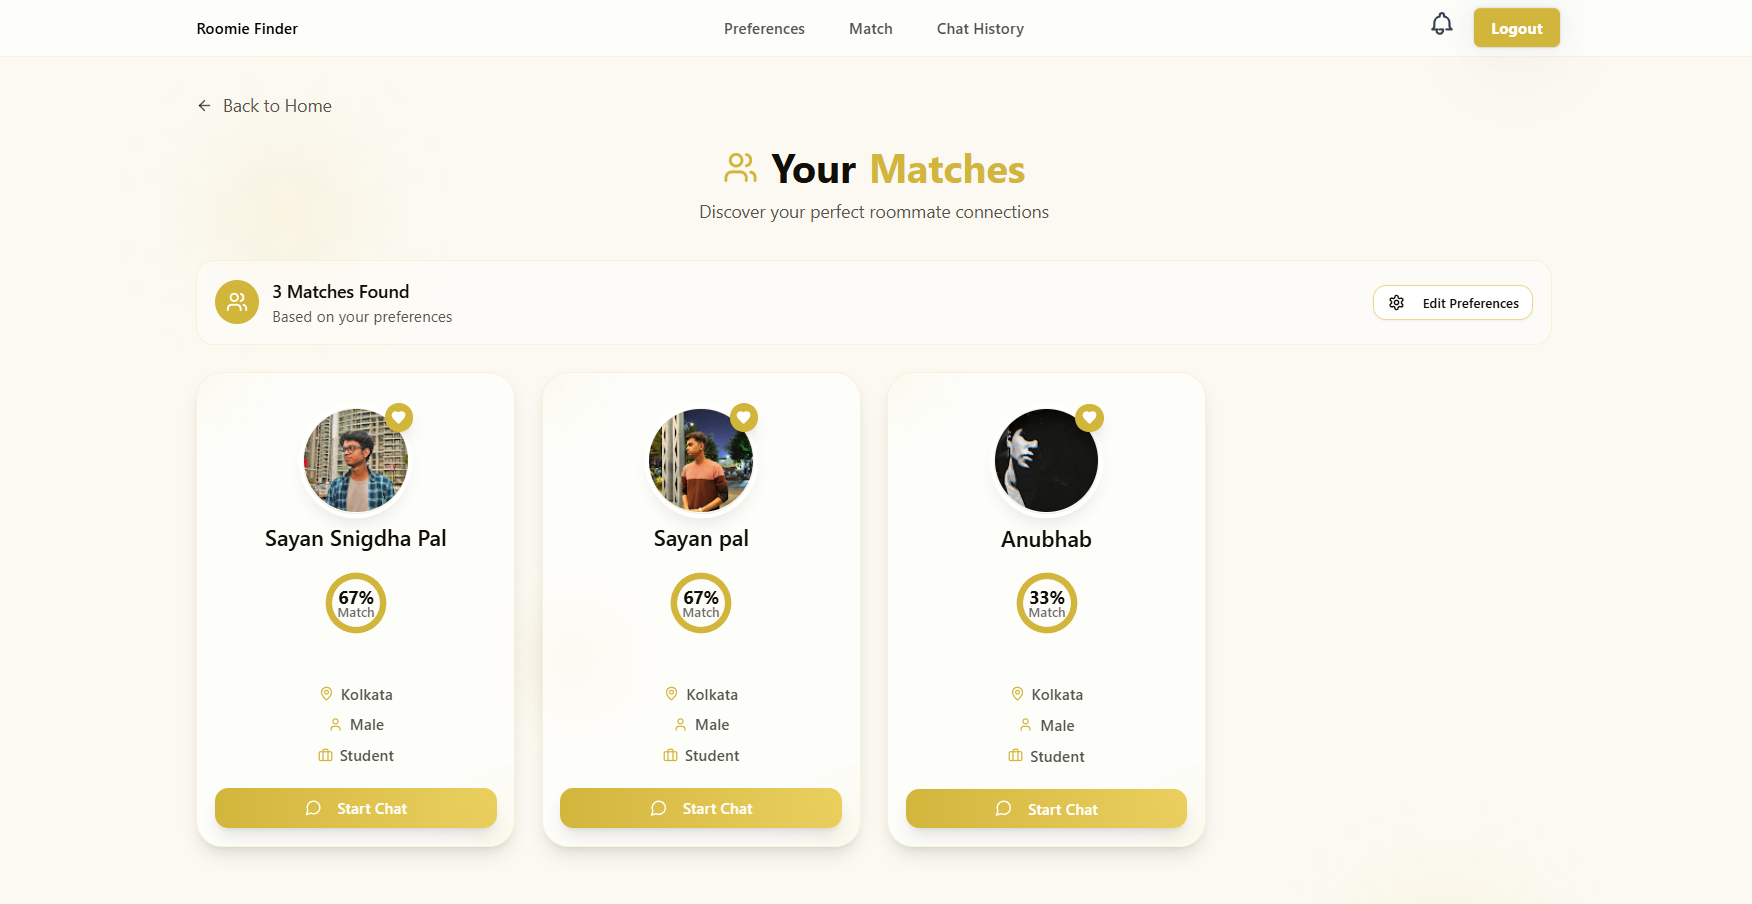 Roomie Finder
Preferences
Match
Chat History
Logout
Back to Home
Your Matches
Discover your perfect roommate connections
3 Matches Found
Based on your preferences
Edit Preferences
Sayan Snigdha Pal
67%
Match
Kolkata
Male
Student
Start Chat
Sayan pal
67%
Match
Kolkata
Male
Student
Start Chat
Anubhab
33%
Match
Kolkata
Male
Student
Start Chat